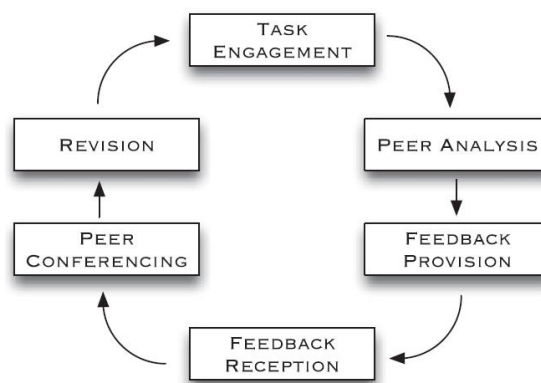 TASK
ENGAGEMENT
PEER ANALYSIS
FEEDBACK
PROVISION
FEEDBACK
RECEPTION
PEER
CONFERENCING
REVISION